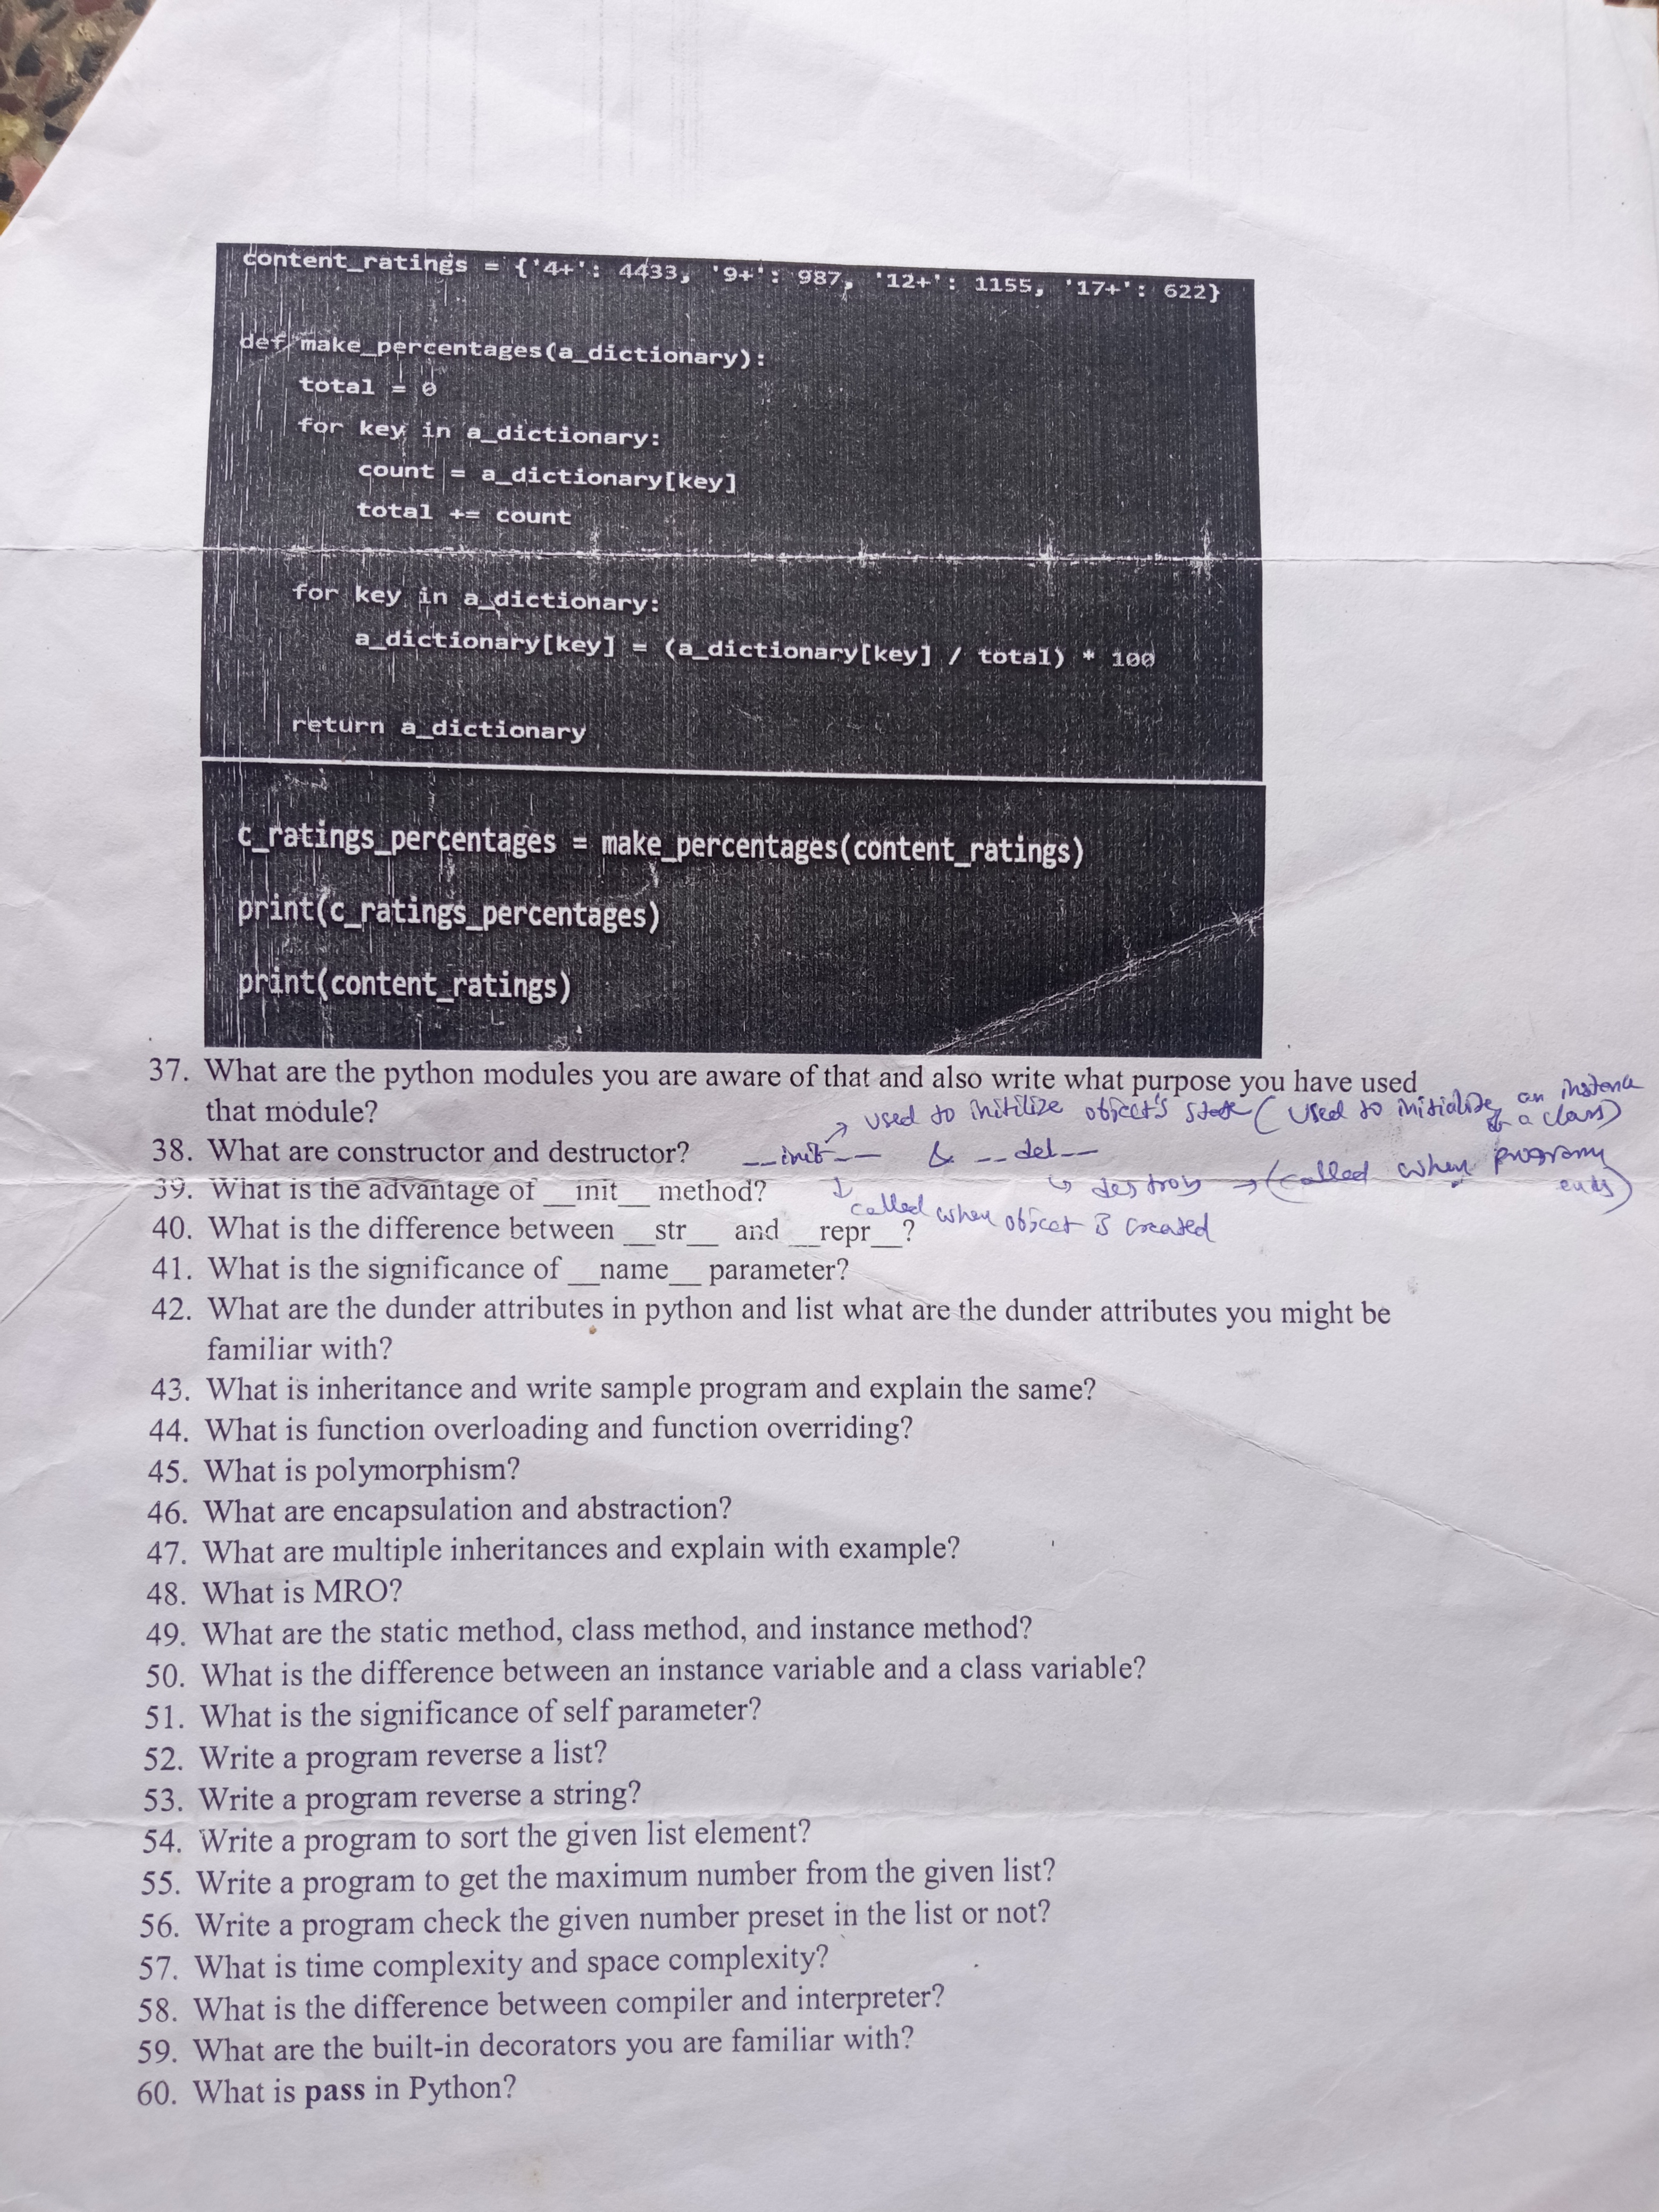 content_ratings = {'4+': 4433, '9+': 987, '12+': 1155, '17+': 622}
def make_percentages(a_dictionary):
total = 0
for key in a_dictionary:
count = a_dictionary[key]
total += count
for key in a_dictionary:
a_dictionary[key] = (a_dictionary[key] / total) * 100
return a_dictionary
c_ratings_percentages = make_percentages(content_ratings)
print(c_ratings_percentages)
print(content_ratings)
37. What are the python modules you are aware of that and also write what purpose you have used
that module?
used to initilize object's state (used to initialize an instance
of a class)
38. What are constructor and destructor? __init__ & __del__
destroy → (called when program
ends)
39. What is the advantage of __init__ method?
called when object is created
40. What is the difference between __str__ and __repr__?
41. What is the significance of __name__ parameter?
42. What are the dunder attributes in python and list what are the dunder attributes you might be
familiar with?
43. What is inheritance and write sample program and explain the same?
44. What is function overloading and function overriding?
45. What is polymorphism?
46. What are encapsulation and abstraction?
47. What are multiple inheritances and explain with example?
48. What is MRO?
49. What are the static method, class method, and instance method?
50. What is the difference between an instance variable and a class variable?
51. What is the significance of self parameter?
52. Write a program reverse a list?
53. Write a program reverse a string?
54. Write a program to sort the given list element?
55. Write a program to get the maximum number from the given list?
56. Write a program check the given number preset in the list or not?
57. What is time complexity and space complexity?
58. What is the difference between compiler and interpreter?
59. What are the built-in decorators you are familiar with?
60. What is pass in Python?